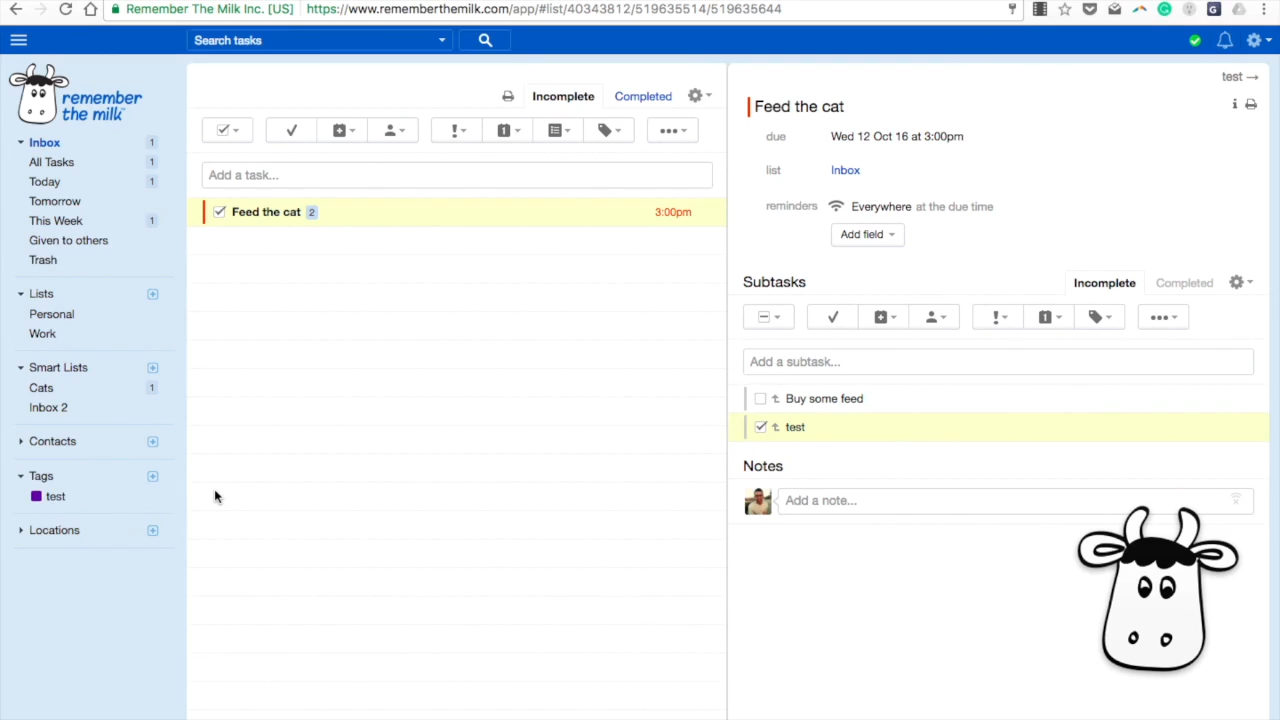 Remember The Milk Inc. [US]
https://www.rememberthemilk.com/app/#list/40343812/519635514/519635644
Search tasks
remember
the milk
Inbox 1
All Tasks 1
Today 1
Tomorrow
This Week 1
Given to others
Trash
Lists
Personal
Work
Smart Lists
Cats 1
Inbox 2
Contacts
Tags
test
Locations
Incomplete
Completed
Add a task...
Feed the cat 2 3:00pm
test →
Feed the cat
due Wed 12 Oct 16 at 3:00pm
list Inbox
reminders Everywhere at the due time
Add field
Subtasks
Incomplete
Completed
Add a subtask...
Buy some feed
test
Notes
Add a note...